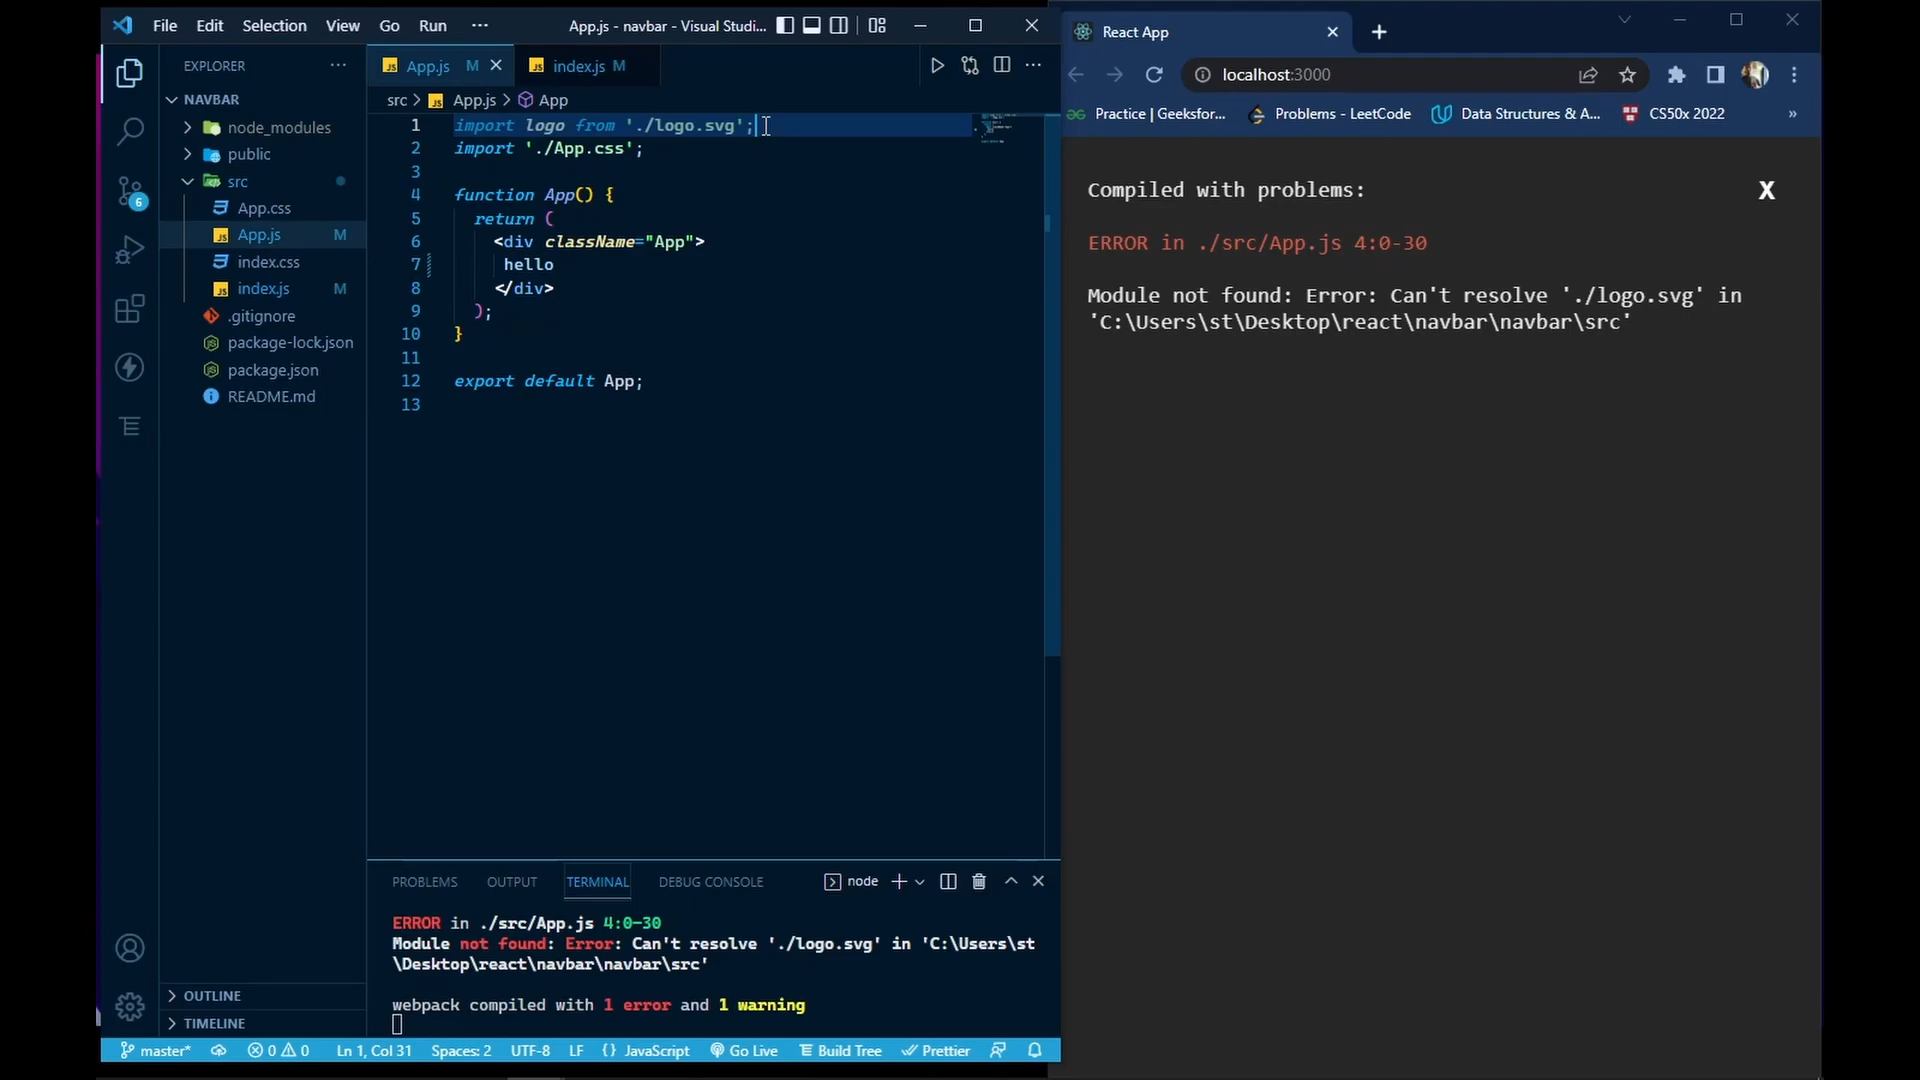 File Edit Selection View Go Run ··· App.js - navbar - Visual Studi...
EXPLORER ···
NAVBAR
node_modules
public
src
App.css
App.js M
index.css
index.js M
.gitignore
package-lock.json
package.json
README.md
OUTLINE
TIMELINE
6
App.js M
index.js M
src > App.js > App
1 import logo from './logo.svg';
2 import './App.css';
3
4 function App() {
5 return (
6 <div className="App">
7 hello
8 </div>
9 );
10 }
11
12 export default App;
13
PROBLEMS OUTPUT TERMINAL DEBUG CONSOLE node
ERROR in ./src/App.js 4:0-30
Module not found: Error: Can't resolve './logo.svg' in 'C:\Users\st
\Desktop\react\navbar\navbar\src'
webpack compiled with 1 error and 1 warning
master* 0 0 Ln 1, Col 31 Spaces: 2 UTF-8 LF {} JavaScript Go Live Build Tree Prettier
React App
localhost:3000
Practice | Geeksfor... Problems - LeetCode Data Structures & A... CS50x 2022 »
Compiled with problems: X
ERROR in ./src/App.js 4:0-30
Module not found: Error: Can't resolve './logo.svg' in
'C:\Users\st\Desktop\react\navbar\navbar\src'